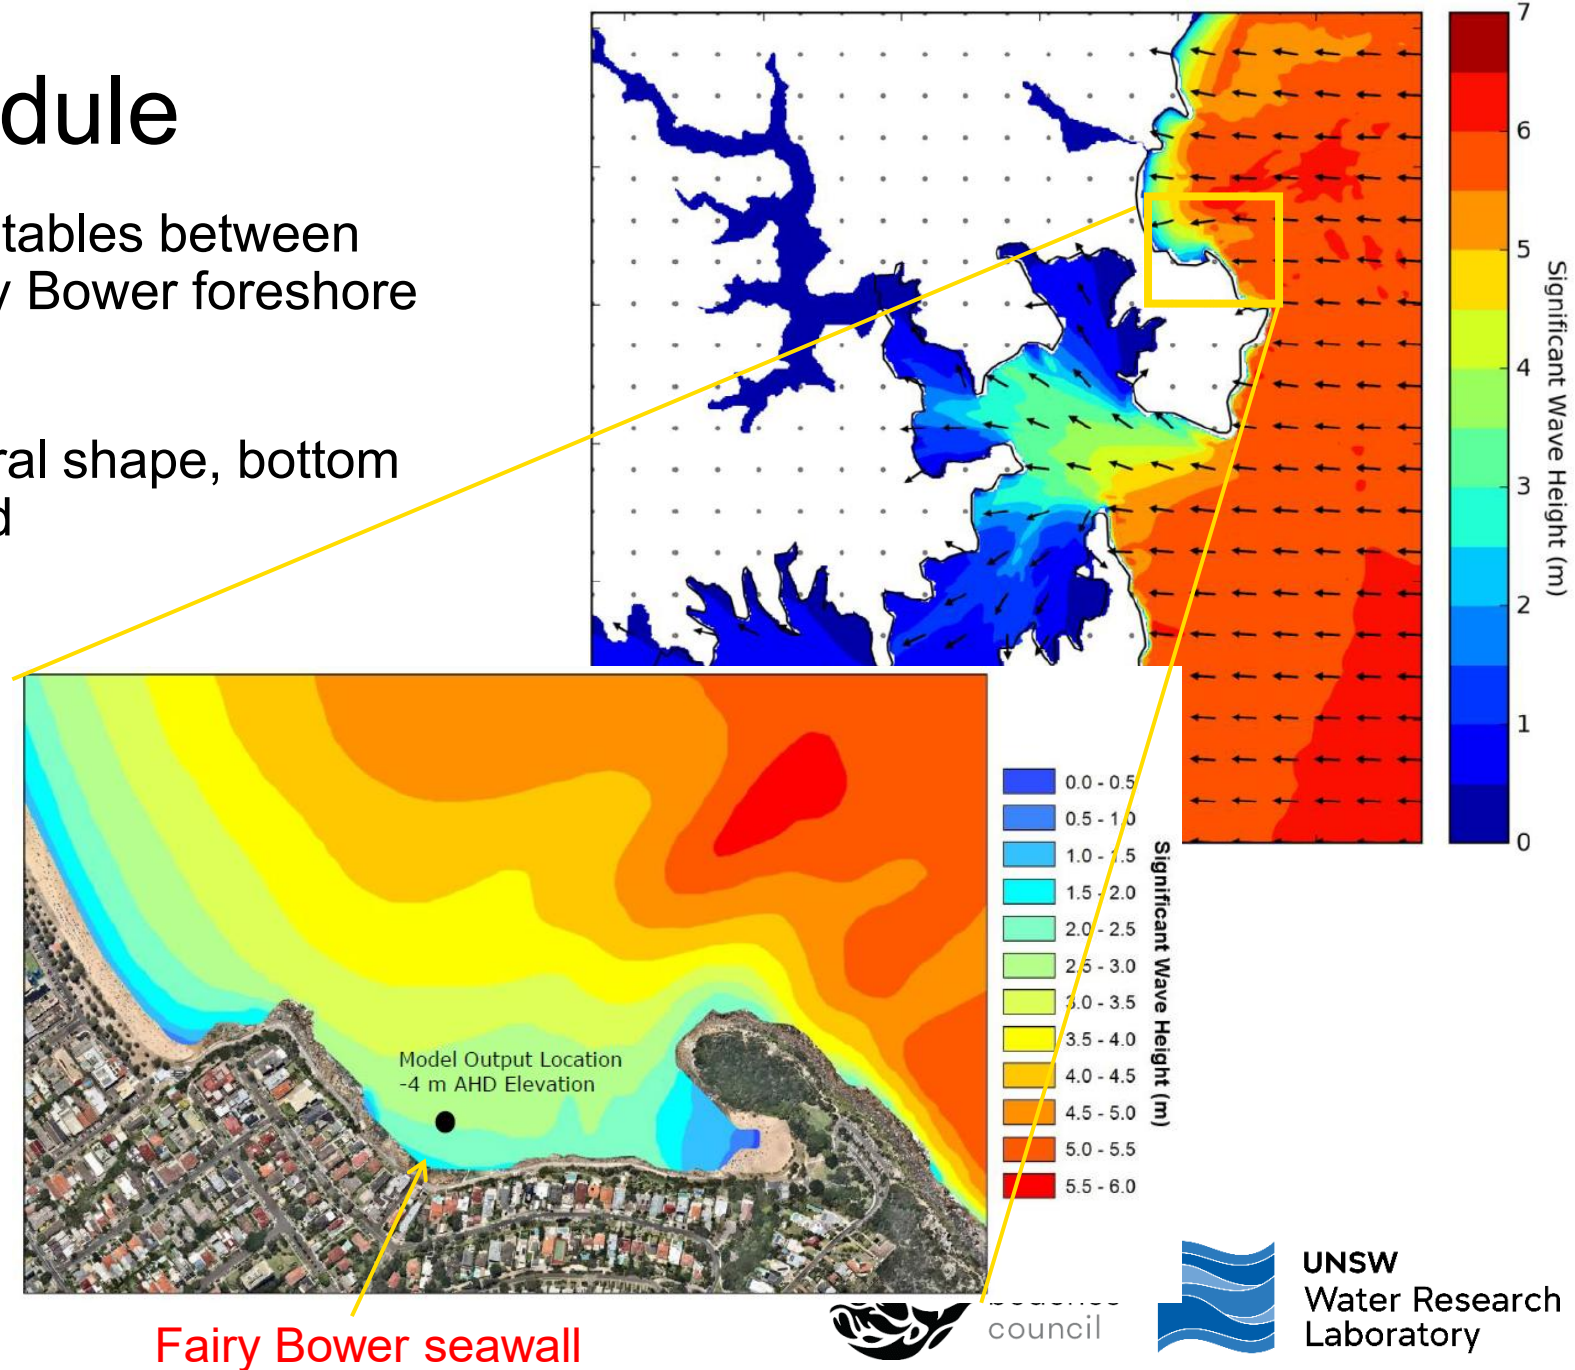 dule
tables between
y Bower foreshore
ral shape, bottom
d
7
6
5
4
3
2
1
0
Significant Wave Height (m)
Model Output Location
-4 m AHD Elevation
0.0 - 0.5
0.5 - 1.0
1.0 - 1.5
1.5 - 2.0
2.0 - 2.5
2.5 - 3.0
3.0 - 3.5
3.5 - 4.0
4.0 - 4.5
4.5 - 5.0
5.0 - 5.5
5.5 - 6.0
Significant Wave Height (m)
Fairy Bower seawall
council
UNSW
Water Research
Laboratory